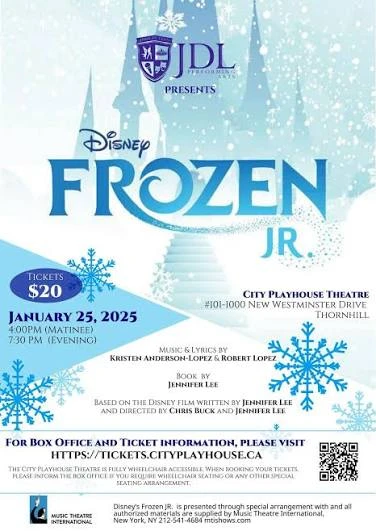 JDL
PERFORMING
ARTS
PRESENTS
Disney
FROZEN
JR.
TICKETS
$20
JANUARY 25, 2025
4:00PM (MATINEE)
7:30 PM (EVENING)
CITY PLAYHOUSE THEATRE
#101-1000 NEW WESTMINSTER DRIVE
THORNHILL
MUSIC & LYRICS BY
KRISTEN ANDERSON-LOPEZ & ROBERT LOPEZ
BOOK BY
JENNIFER LEE
BASED ON THE DISNEY FILM WRITTEN BY JENNIFER LEE
AND DIRECTED BY CHRIS BUCK AND JENNIFER LEE
FOR BOX OFFICE AND TICKET INFORMATION, PLEASE VISIT
HTTPS://TICKETS.CITYPLAYHOUSE.CA
THE CITY PLAYHOUSE THEATRE IS FULLY WHEELCHAIR ACCESSIBLE. WHEN BOOKING YOUR TICKETS,
PLEASE INFORM THE BOX OFFICE IF YOU REQUIRE WHEELCHAIR SEATING OR ANY OTHER SPECIAL
SEATING ARRANGEMENT.
MUSIC THEATRE
INTERNATIONAL
Disney's Frozen JR. is presented through special arrangement with and all
authorized materials are supplied by Music Theatre International,
New York, NY 212-541-4684 mtishows.com